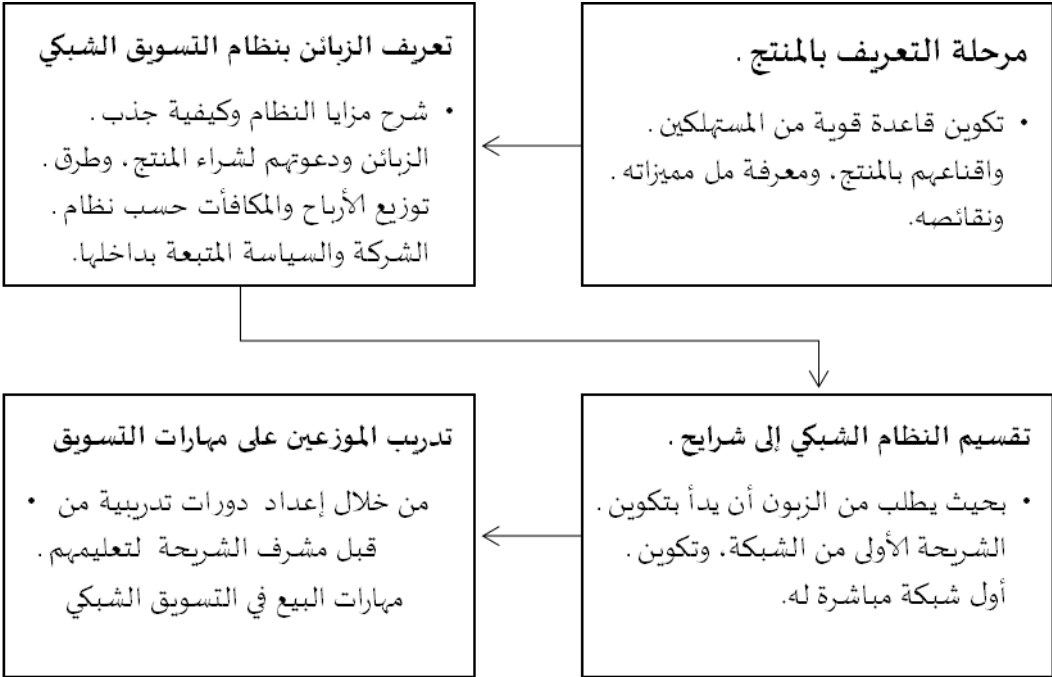 مرحلة التعريف بالمنتج .
• تكوين قاعدة قوية من المستهلكين .
واقناعهم بالمنتج، ومعرفة مل مميزاته .
ونقائصه.
تعريف الزبائن بنظام التسويق الشبكي
• شرح مزايا النظام وكيفية جذب .
الزبائن ودعوتهم لشراء المنتج، وطرق .
توزيع الأرباح والمكافأت حسب نظام .
الشركة والسياسة المتبعة بداخلها.
تقسيم النظام الشبكي إلى شرايح .
• بحيث يطلب من الزبون أن يدأ بتكوين .
الشريحة الأولى من الشبكة، وتكوين .
أول شبكة مباشرة له.
تدريب الموزعين على مهارات التسويق
• من خلال إعداد دورات تدريبية من
قبل مشرف الشريحة لتعليمهم .
مهارات البيع في التسويق الشبكي